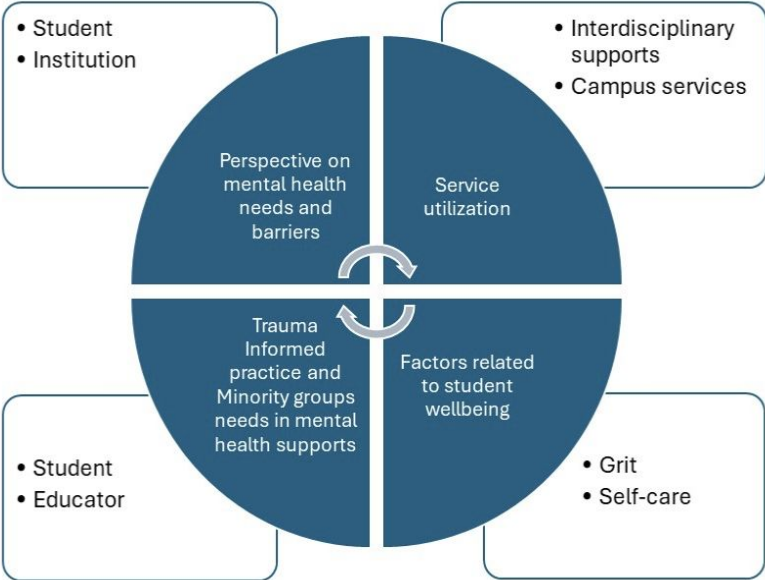 • Student
• Institution
• Interdisciplinary
supports
• Campus services
Perspective on
mental health
needs and
barriers
Service
utilization
Trauma
Informed
practice and
Minority groups
needs in mental
health supports
Factors related
to student
wellbeing
• Student
• Educator
• Grit
• Self-care